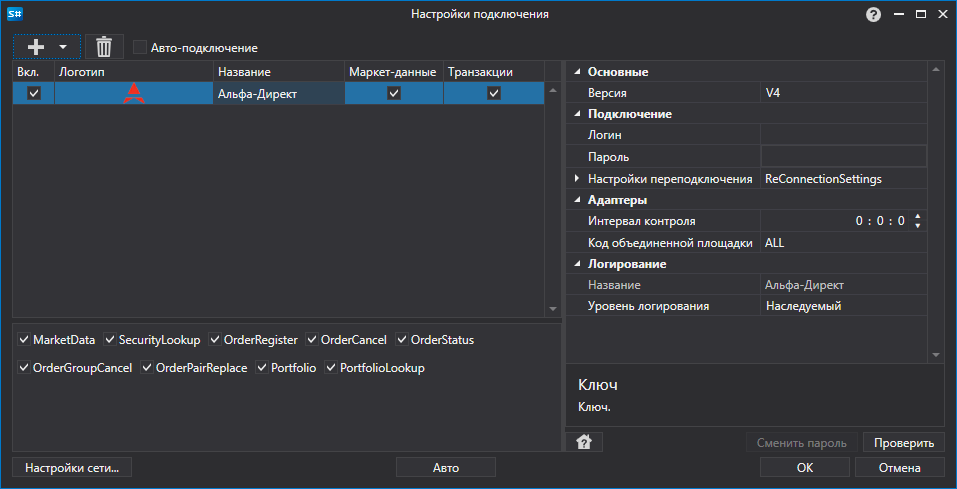 S#
Настройки подключения
Авто-подключение
Вкл. Логотип Название Маркет-данные Транзакции
Альфа-Директ
MarketData SecurityLookup OrderRegister OrderCancel OrderStatus
OrderGroupCancel OrderPairReplace Portfolio PortfolioLookup
Основные
Версия V4
Подключение
Логин
Пароль
Настройки переподключения ReConnectionSettings
Адаптеры
Интервал контроля 0 : 0 : 0
Код объединенной площадки ALL
Логирование
Название Альфа-Директ
Уровень логирования Наследуемый
Ключ
Ключ.
Сменить пароль Проверить
Настройки сети... Авто OK Отмена